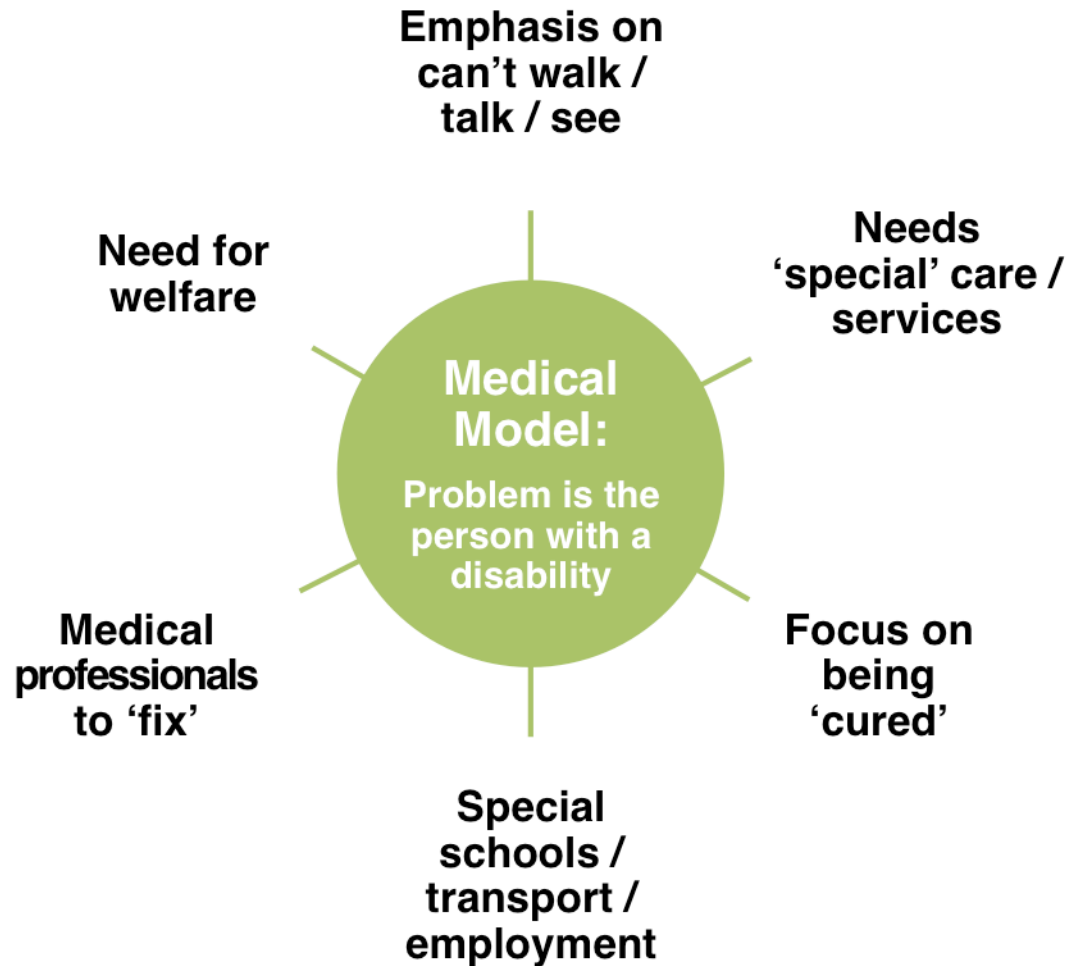 Emphasis on
can’t walk /
talk / see
Needs
‘special’ care /
services
Focus on
being
‘cured’
Special
schools /
transport /
employment
Medical
professionals
to ‘fix’
Need for
welfare
Medical
Model:
Problem is the
person with a
disability